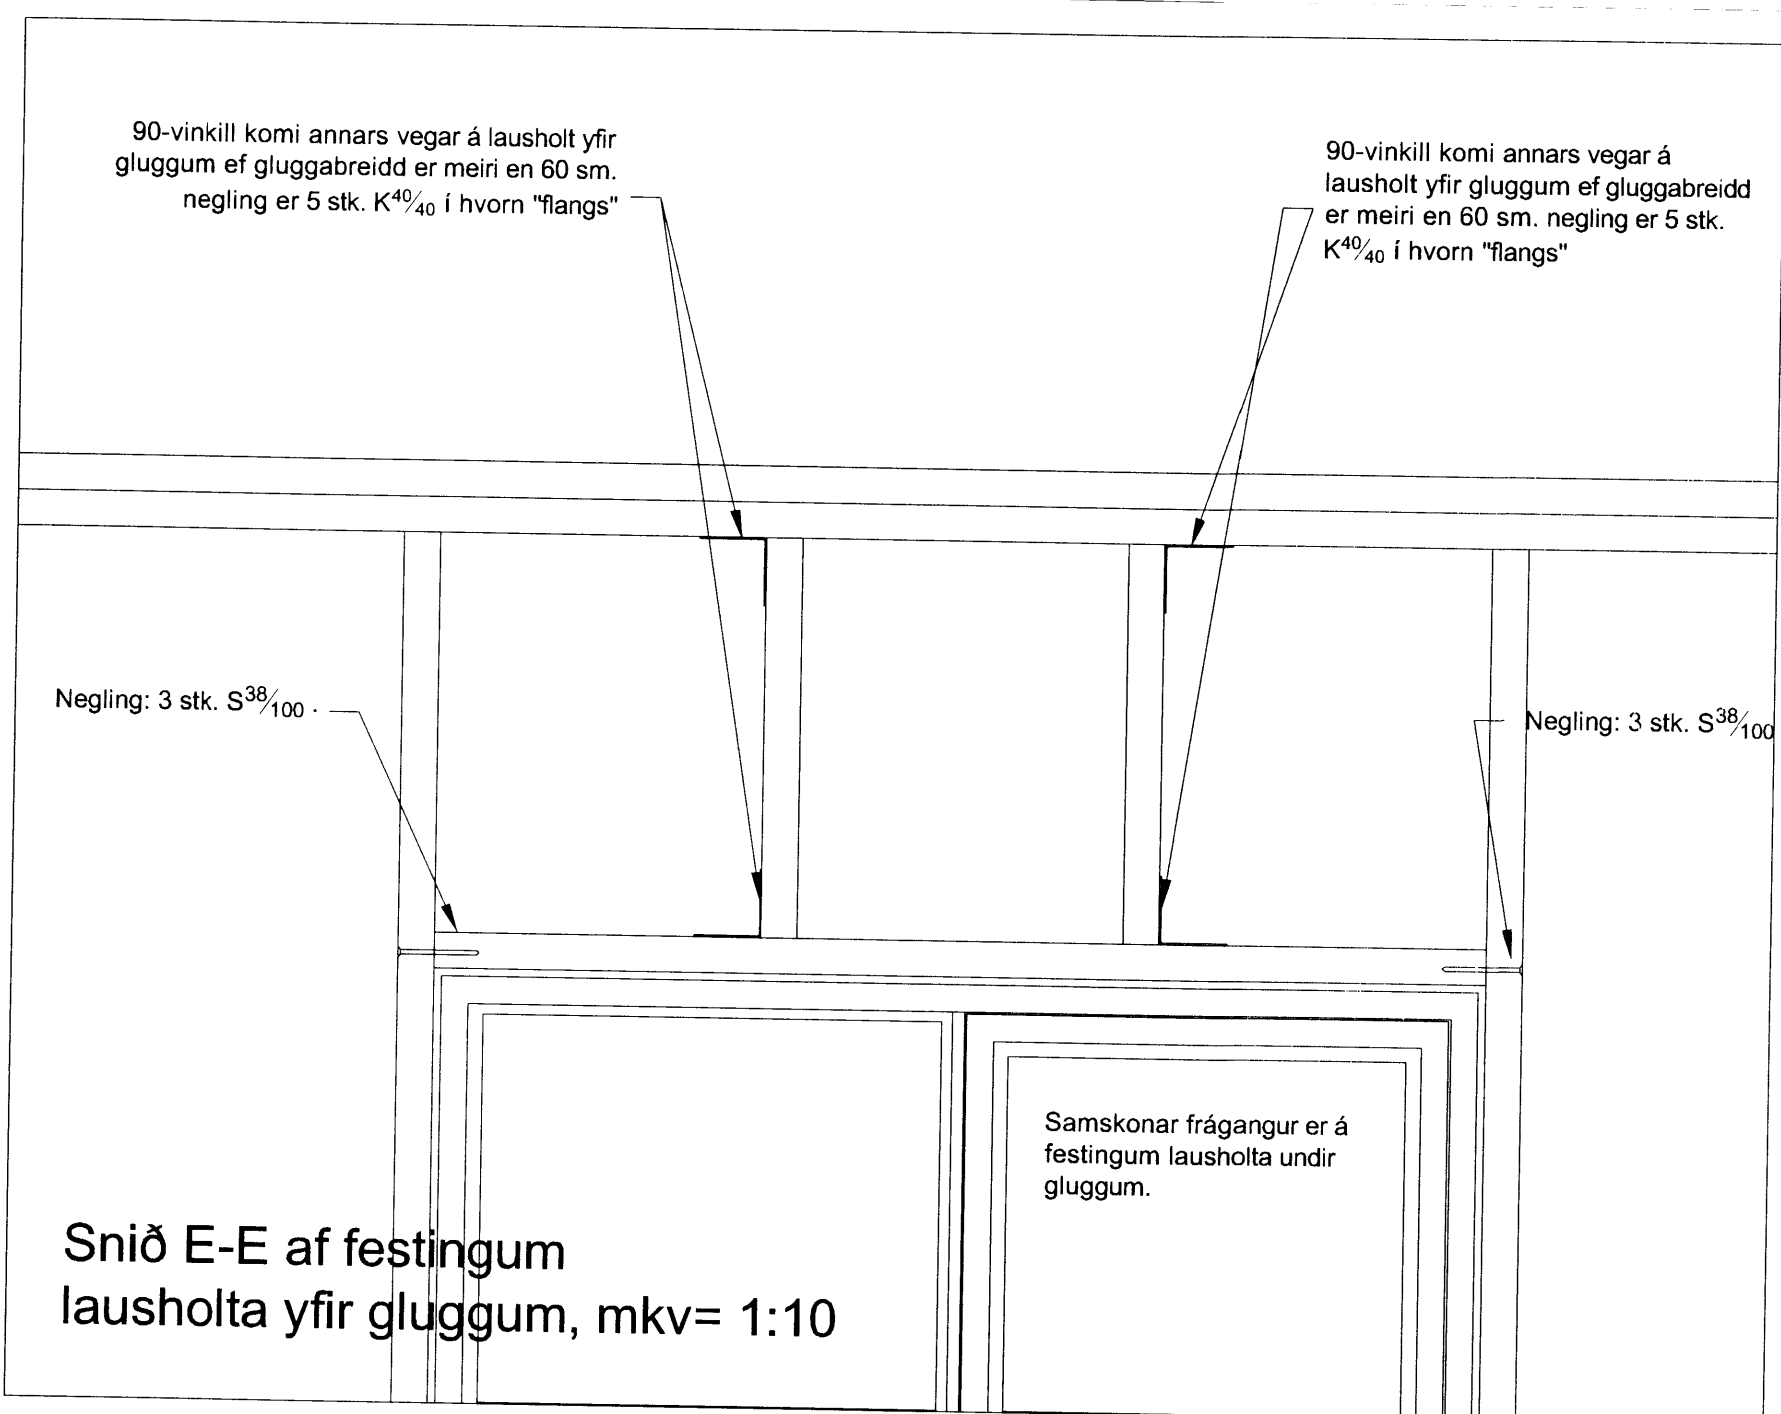 90-vinkill komi annars vegar á lausholt yfir
gluggum ef gluggabreidd er meiri en 60 sm.
negling er 5 stk. K40⁄40 í hvorn "flangs"
90-vinkill komi annars vegar á
lausholt yfir gluggum ef gluggabreidd
er meiri en 60 sm. negling er 5 stk.
K40⁄40 í hvorn "flangs"
Negling: 3 stk. S38⁄100 .
Negling: 3 stk. S38⁄100
Samskonar frágangur er á
festingum lausholta undir
gluggum.
Snið E-E af festingum
lausholta yfir gluggum, mkv= 1:10